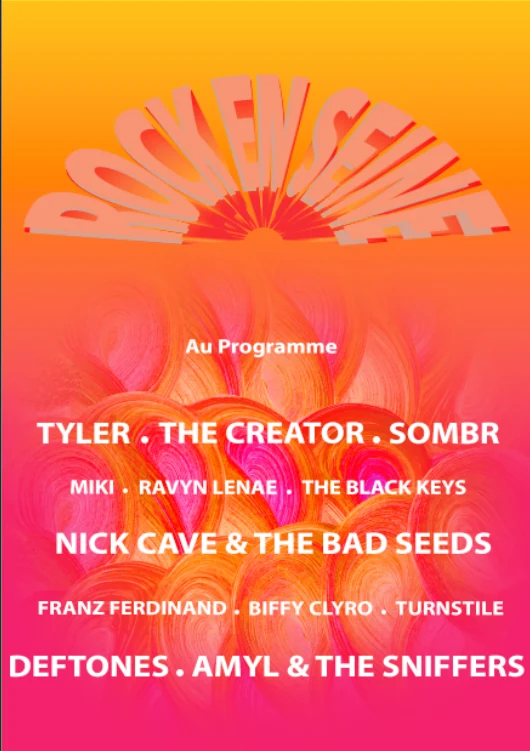 ROCK EN SEINE
Au Programme
TYLER . THE CREATOR . SOMBR
MIKI . RAVYN LENAE . THE BLACK KEYS
NICK CAVE & THE BAD SEEDS
FRANZ FERDINAND . BIFFY CLYRO . TURNSTILE
DEFTONES . AMYL & THE SNIFFERS